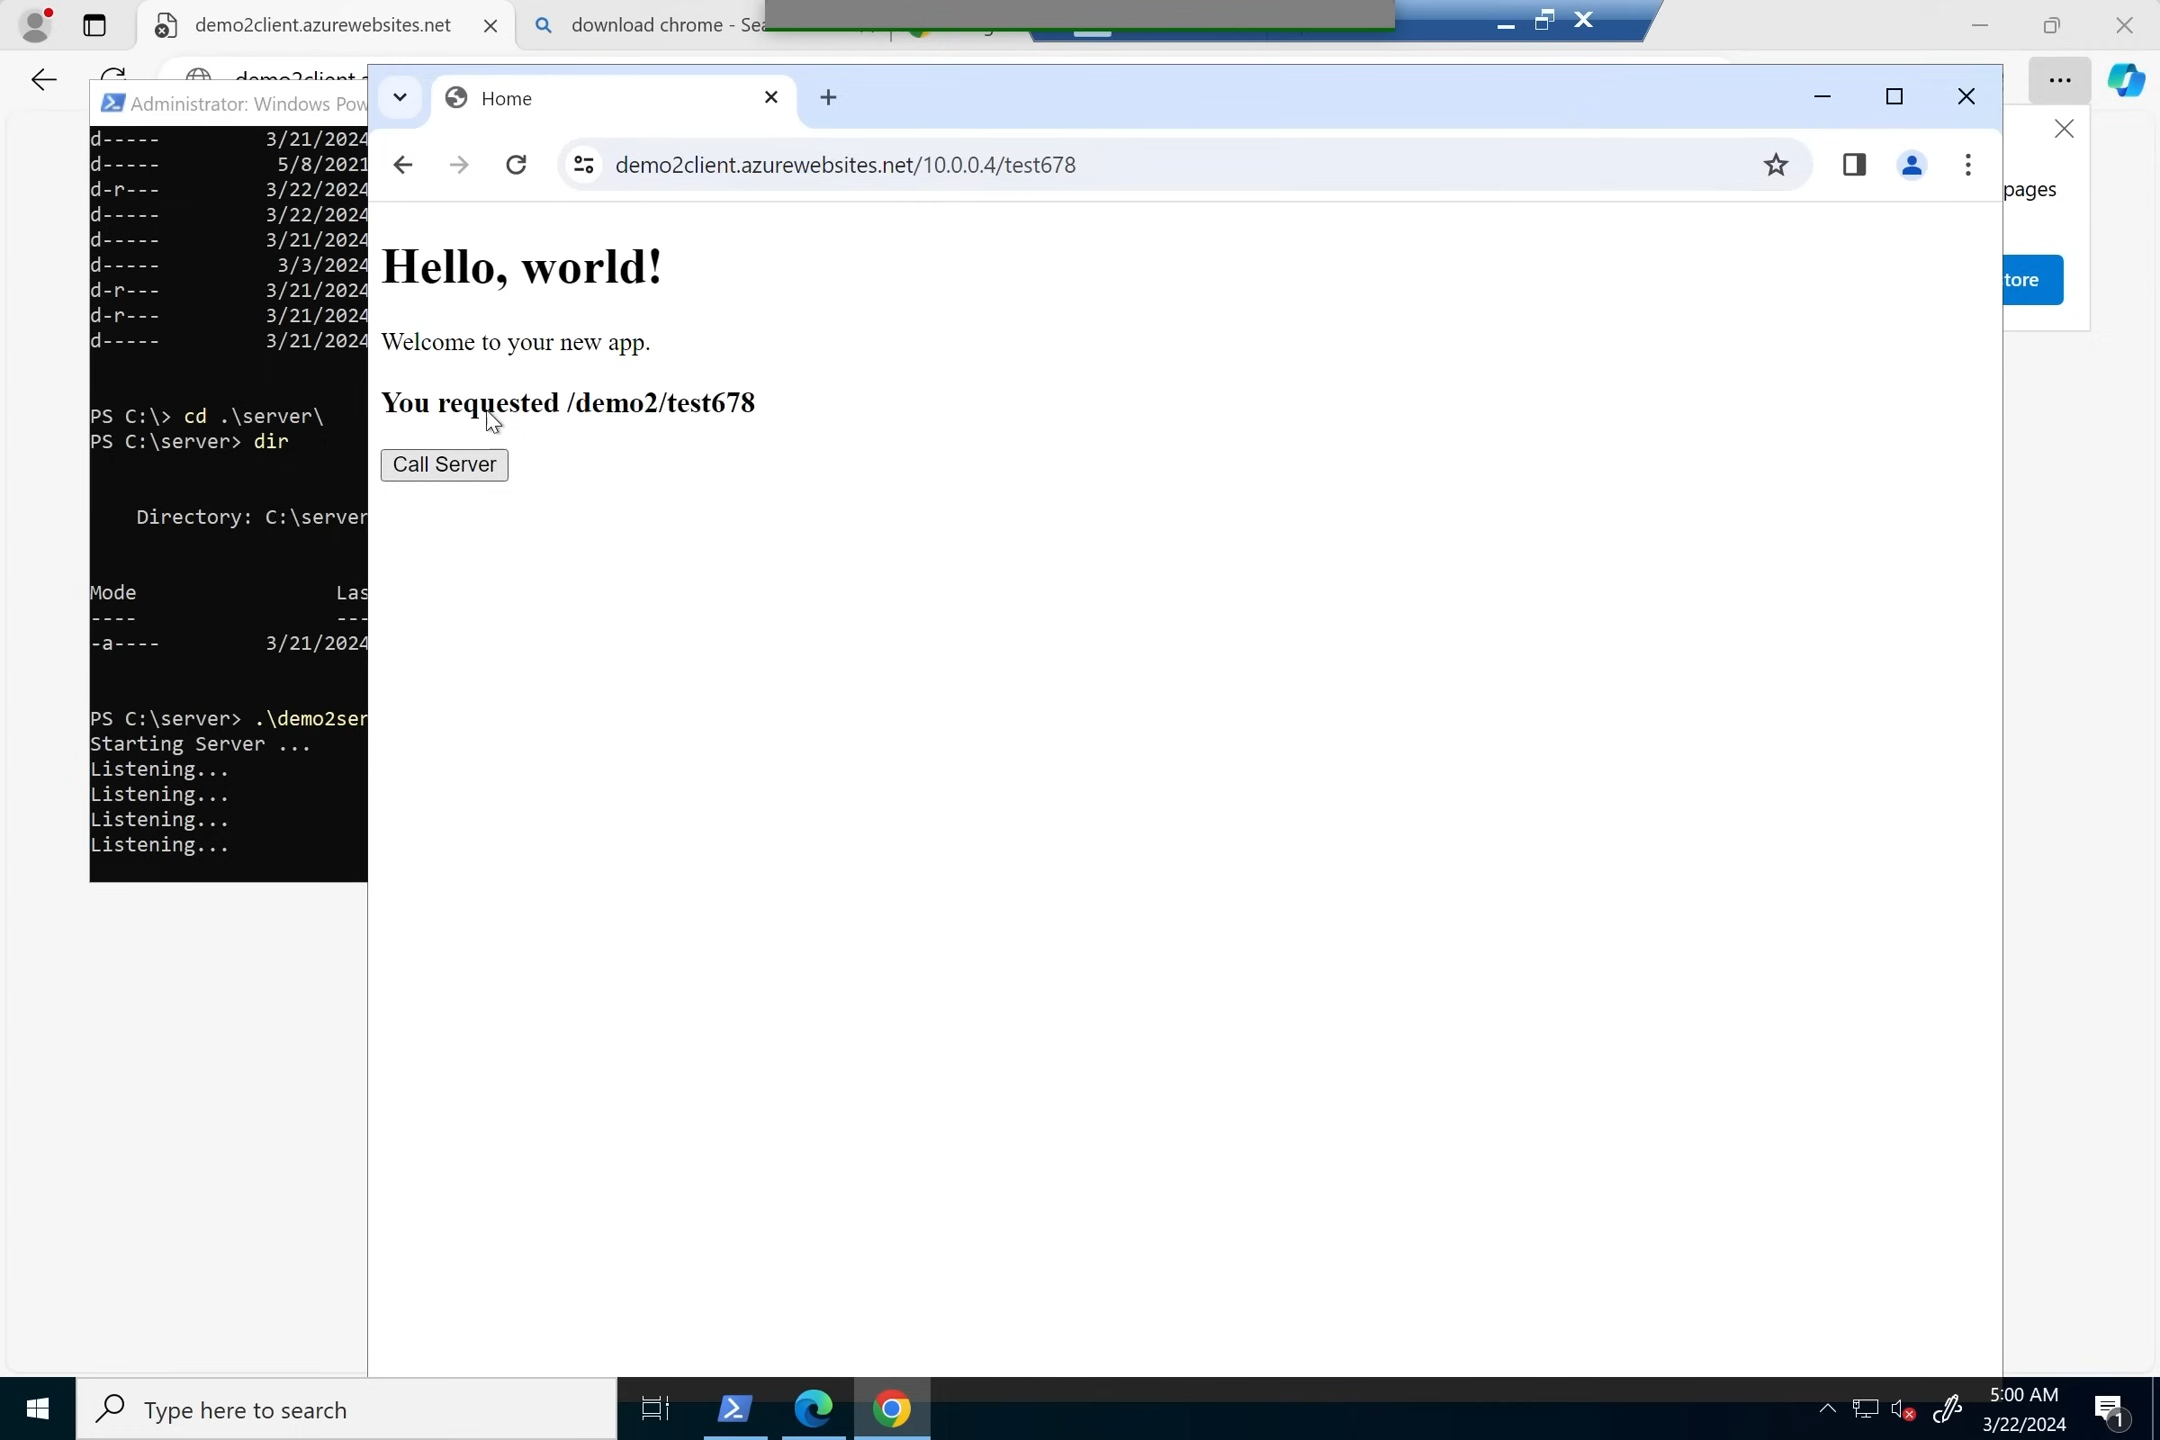 demo2client.azurewebsites.net
download chrome - Sea
Administrator: Windows Pow
d----- 3/21/2024
d----- 5/8/2021
d-r--- 3/22/2024
d----- 3/22/2024
d----- 3/21/2024
d----- 3/3/2024
d-r--- 3/21/2024
d-r--- 3/21/2024
d----- 3/21/2024
PS C:\> cd .\server\
PS C:\server> dir
Directory: C:\server
Mode Las
---- ---
-a---- 3/21/2024
PS C:\server> .\demo2ser
Starting Server ...
Listening...
Listening...
Listening...
Listening...
Home
demo2client.azurewebsites.net/10.0.0.4/test678
Hello, world!
Welcome to your new app.
You requested /demo2/test678
Call Server
pages
tore
Type here to search
5:00 AM
3/22/2024
1